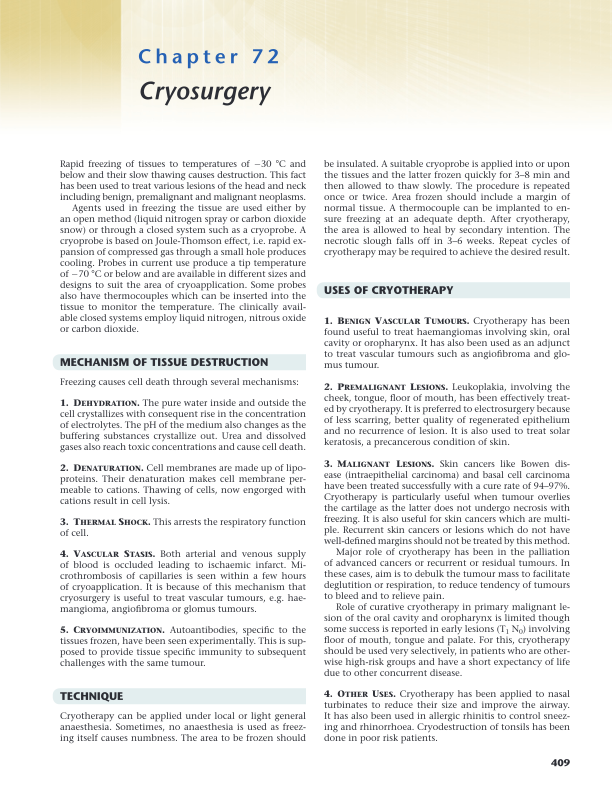 Chapter 72
Cryosurgery
Rapid freezing of tissues to temperatures of −30 °C and
below and their slow thawing causes destruction. This fact
has been used to treat various lesions of the head and neck
including benign, premalignant and malignant neoplasms.
Agents used in freezing the tissue are used either by
an open method (liquid nitrogen spray or carbon dioxide
snow) or through a closed system such as a cryoprobe. A
cryoprobe is based on Joule-Thomson effect, i.e. rapid ex-
pansion of compressed gas through a small hole produces
cooling. Probes in current use produce a tip temperature
of −70 °C or below and are available in different sizes and
designs to suit the area of cryoapplication. Some probes
also have thermocouples which can be inserted into the
tissue to monitor the temperature. The clinically avail-
able closed systems employ liquid nitrogen, nitrous oxide
or carbon dioxide.
MECHANISM OF TISSUE DESTRUCTION
Freezing causes cell death through several mechanisms:
1. Dehydration. The pure water inside and outside the
cell crystallizes with consequent rise in the concentration
of electrolytes. The pH of the medium also changes as the
buffering substances crystallize out. Urea and dissolved
gases also reach toxic concentrations and cause cell death.
2. Denaturation. Cell membranes are made up of lipo-
proteins. Their denaturation makes cell membrane per-
meable to cations. Thawing of cells, now engorged with
cations result in cell lysis.
3. Thermal Shock. This arrests the respiratory function
of cell.
4. Vascular Stasis. Both arterial and venous supply
of blood is occluded leading to ischaemic infarct. Mi-
crothrombosis of capillaries is seen within a few hours
of cryoapplication. It is because of this mechanism that
cryosurgery is useful to treat vascular tumours, e.g. hae-
mangioma, angiofibroma or glomus tumours.
5. Cryoimmunization. Autoantibodies, specific to the
tissues frozen, have been seen experimentally. This is sup-
posed to provide tissue specific immunity to subsequent
challenges with the same tumour.
TECHNIQUE
Cryotherapy can be applied under local or light general
anaesthesia. Sometimes, no anaesthesia is used as freez-
ing itself causes numbness. The area to be frozen should
be insulated. A suitable cryoprobe is applied into or upon
the tissues and the latter frozen quickly for 3–8 min and
then allowed to thaw slowly. The procedure is repeated
once or twice. Area frozen should include a margin of
normal tissue. A thermocouple can be implanted to en-
sure freezing at an adequate depth. After cryotherapy,
the area is allowed to heal by secondary intention. The
necrotic slough falls off in 3–6 weeks. Repeat cycles of
cryotherapy may be required to achieve the desired result.
USES OF CRYOTHERAPY
1. Benign Vascular Tumours. Cryotherapy has been
found useful to treat haemangiomas involving skin, oral
cavity or oropharynx. It has also been used as an adjunct
to treat vascular tumours such as angiofibroma and glo-
mus tumour.
2. Premalignant Lesions. Leukoplakia, involving the
cheek, tongue, floor of mouth, has been effectively treat-
ed by cryotherapy. It is preferred to electrosurgery because
of less scarring, better quality of regenerated epithelium
and no recurrence of lesion. It is also used to treat solar
keratosis, a precancerous condition of skin.
3. Malignant Lesions. Skin cancers like Bowen dis-
ease (intraepithelial carcinoma) and basal cell carcinoma
have been treated successfully with a cure rate of 94–97%.
Cryotherapy is particularly useful when tumour overlies
the cartilage as the latter does not undergo necrosis with
freezing. It is also useful for skin cancers which are multi-
ple. Recurrent skin cancers or lesions which do not have
well-defined margins should not be treated by this method.
Major role of cryotherapy has been in the palliation
of advanced cancers or recurrent or residual tumours. In
these cases, aim is to debulk the tumour mass to facilitate
deglutition or respiration, to reduce tendency of tumours
to bleed and to relieve pain.
Role of curative cryotherapy in primary malignant le-
sion of the oral cavity and oropharynx is limited though
some success is reported in early lesions (T₁ N₀) involving
floor of mouth, tongue and palate. For this, cryotherapy
should be used very selectively, in patients who are other-
wise high-risk groups and have a short expectancy of life
due to other concurrent disease.
4. Other Uses. Cryotherapy has been applied to nasal
turbinates to reduce their size and improve the airway.
It has also been used in allergic rhinitis to control sneez-
ing and rhinorrhoea. Cryodestruction of tonsils has been
done in poor risk patients.
409